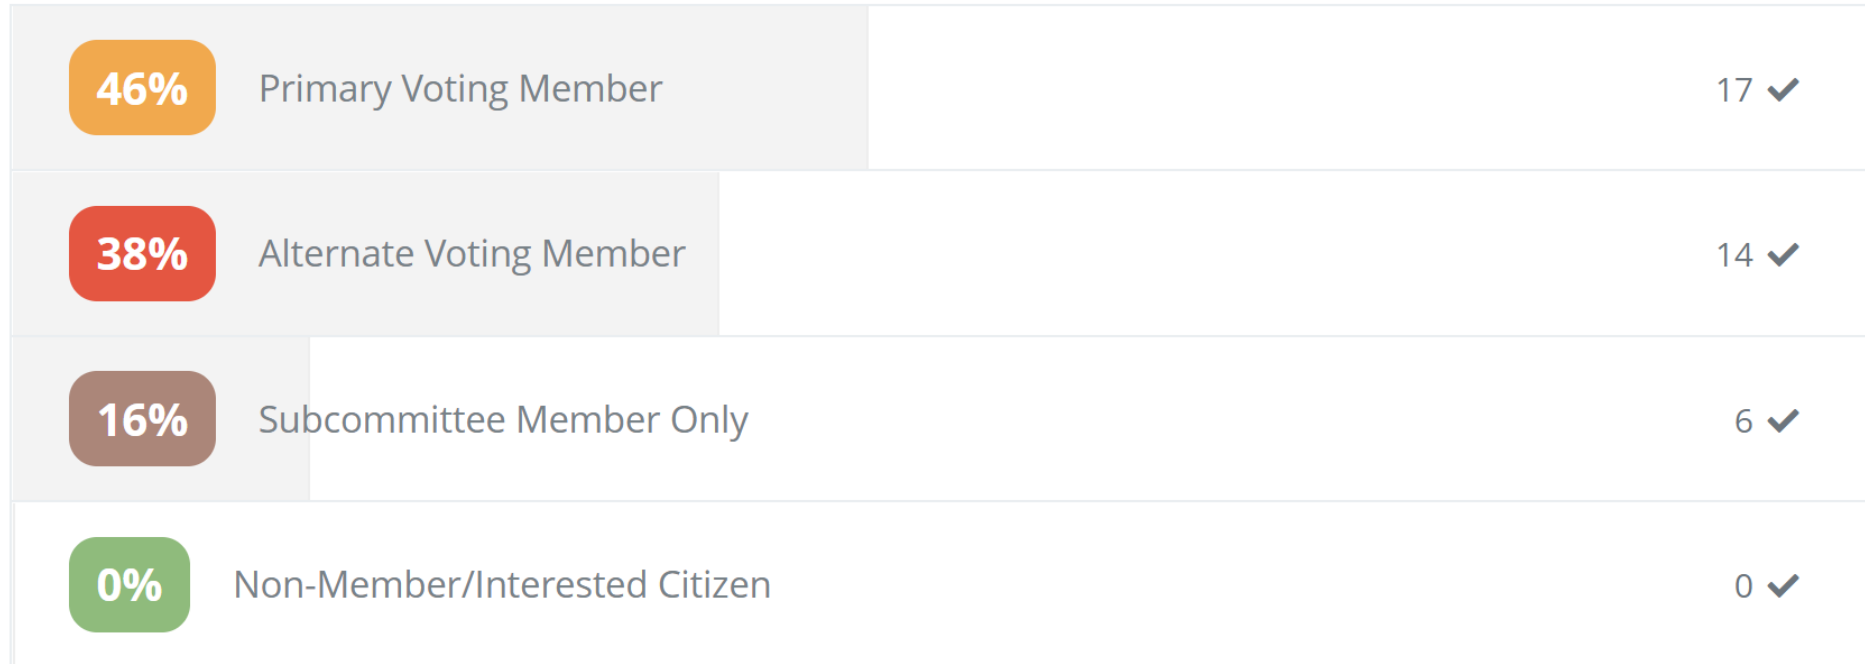 46% Primary Voting Member 17
38% Alternate Voting Member 14
16% Subcommittee Member Only 6
0% Non-Member/Interested Citizen 0